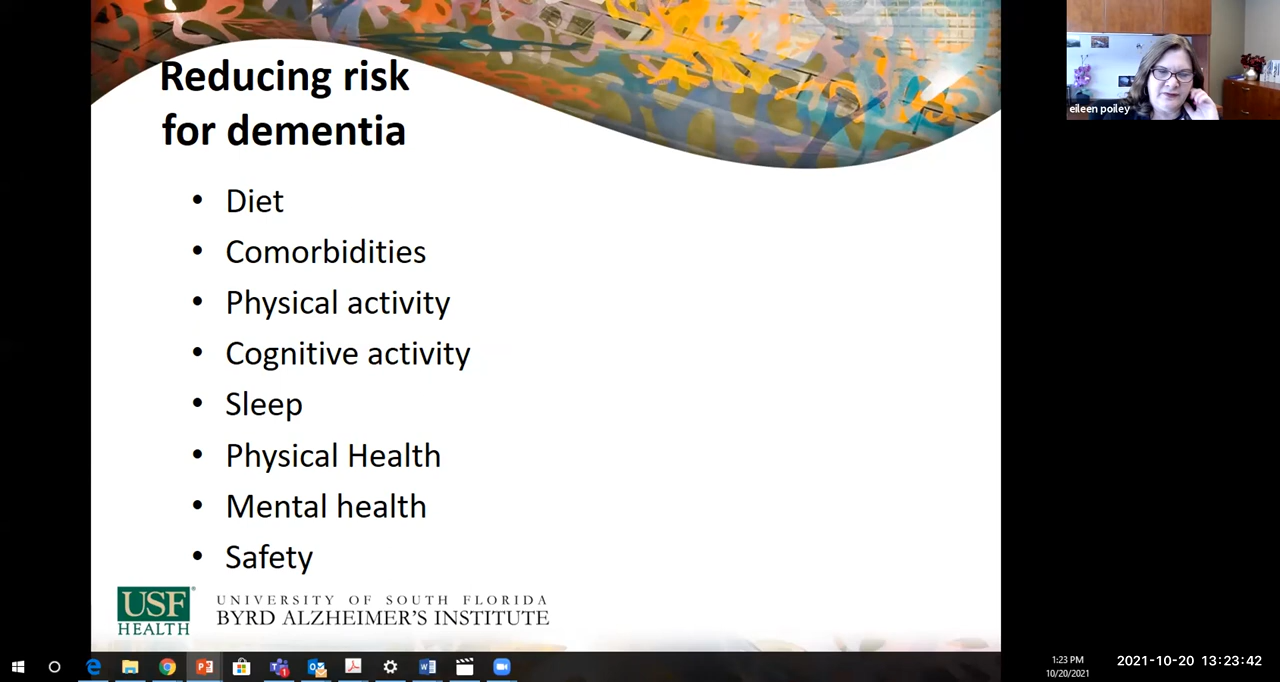 Reducing risk
for dementia
eileen poiley
• Diet
• Comorbidities
• Physical activity
• Cognitive activity
• Sleep
• Physical Health
• Mental health
• Safety
USF
HEALTH
®
UNIVERSITY OF SOUTH FLORIDA
BYRD ALZHEIMER'S INSTITUTE
1:23 PM
10/20/2021
2021-10-20 13:23:42